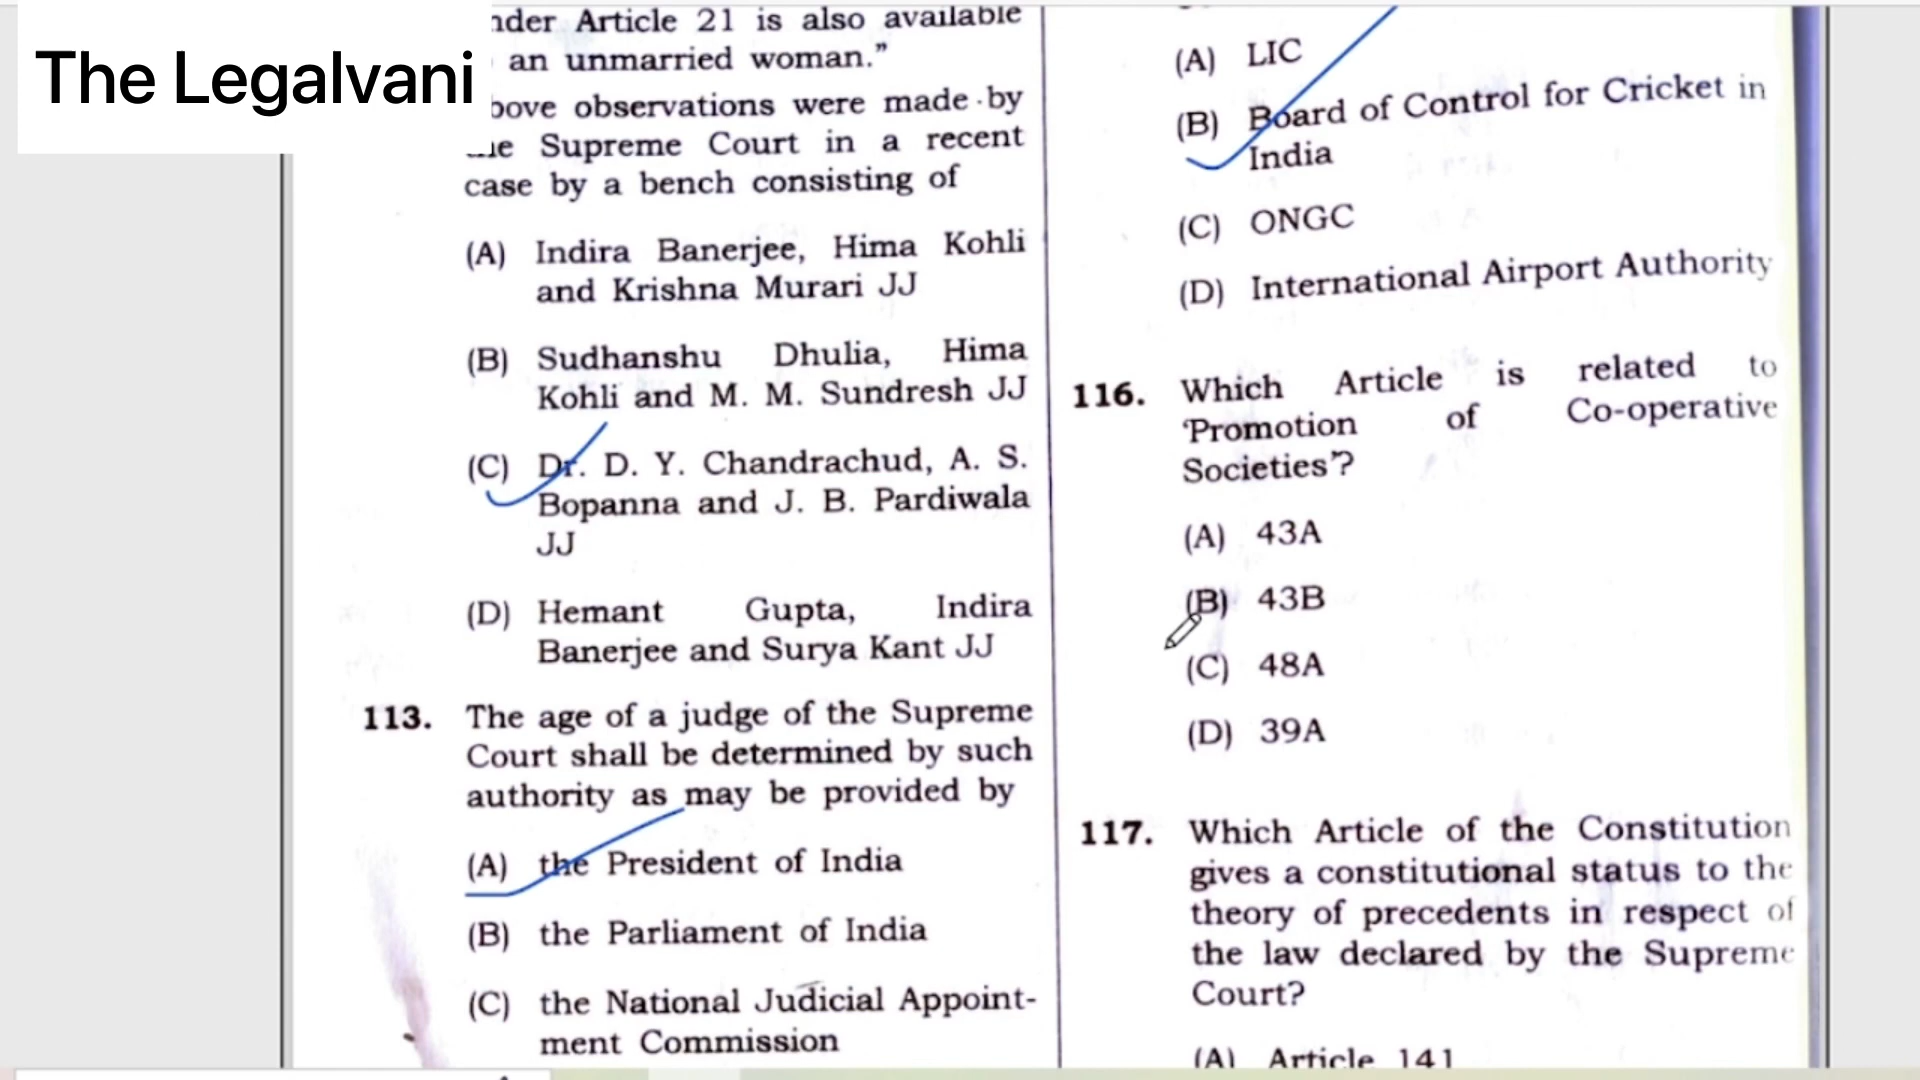 The Legalvani
nder Article 21 is also available
an unmarried woman.”
bove observations were made by
Supreme Court in a recent
case by a bench consisting of
(A) Indira Banerjee, Hima Kohli
and Krishna Murari JJ
(B) Sudhanshu Dhulia, Hima
Kohli and M. M. Sundresh JJ
(C) Dr. D. Y. Chandrachud, A. S.
Bopanna and J. B. Pardiwala
JJ
(D) Hemant Gupta, Indira
Banerjee and Surya Kant JJ
113. The age of a judge of the Supreme
Court shall be determined by such
authority as may be provided by
(A) the President of India
(B) the Parliament of India
(C) the National Judicial Appoint-
ment Commission
(A) LIC
(B) Board of Control for Cricket in
India
(C) ONGC
(D) International Airport Authority
116. Which Article is related to
‘Promotion of Co-operative
Societies’?
(A) 43A
(B) 43B
(C) 48A
(D) 39A
117. Which Article of the Constitution
gives a constitutional status to the
theory of precedents in respect of
the law declared by the Supreme
Court?
(A) Article 141